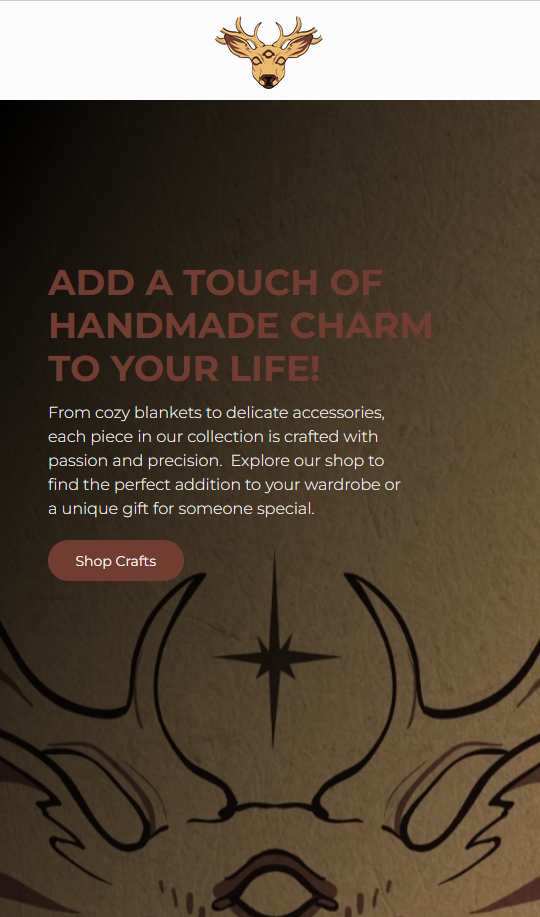 ADD A TOUCH OF
HANDMADE CHARM
TO YOUR LIFE!
From cozy blankets to delicate accessories,
each piece in our collection is crafted with
passion and precision.  Explore our shop to
find the perfect addition to your wardrobe or
a unique gift for someone special.
Shop Crafts